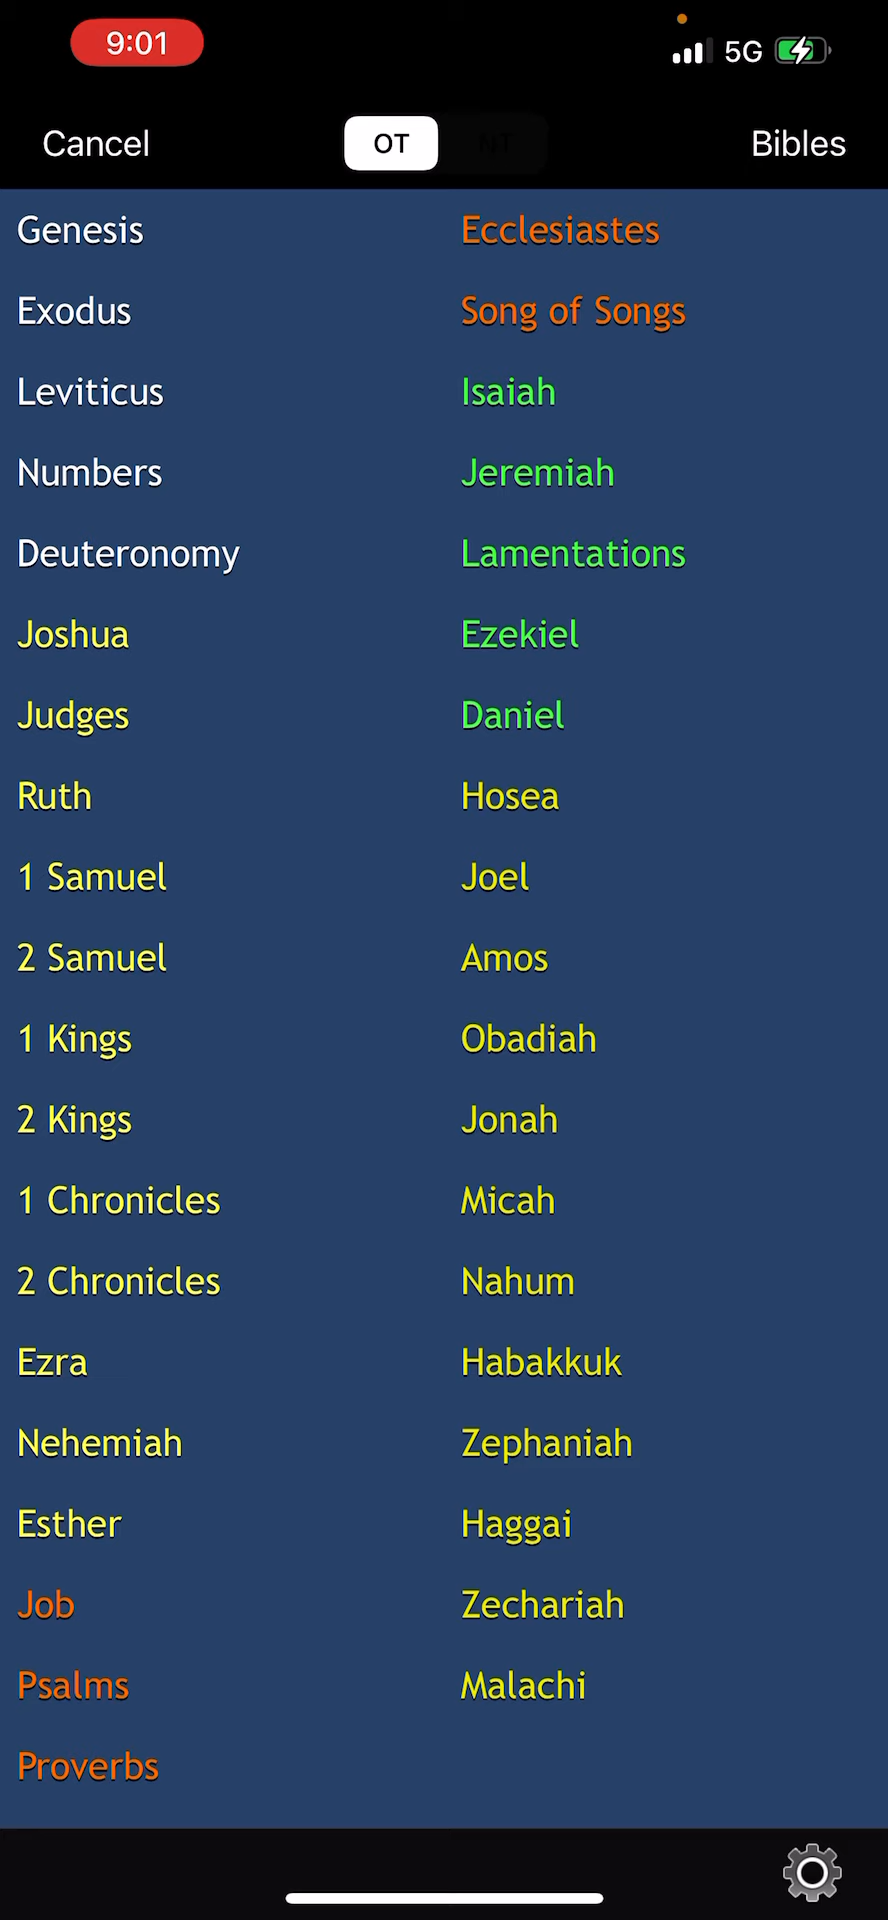 9:01
5G
Cancel
OT
NT
Bibles
Genesis
Exodus
Leviticus
Numbers
Deuteronomy
Joshua
Judges
Ruth
1 Samuel
2 Samuel
1 Kings
2 Kings
1 Chronicles
2 Chronicles
Ezra
Nehemiah
Esther
Job
Psalms
Proverbs
Ecclesiastes
Song of Songs
Isaiah
Jeremiah
Lamentations
Ezekiel
Daniel
Hosea
Joel
Amos
Obadiah
Jonah
Micah
Nahum
Habakkuk
Zephaniah
Haggai
Zechariah
Malachi